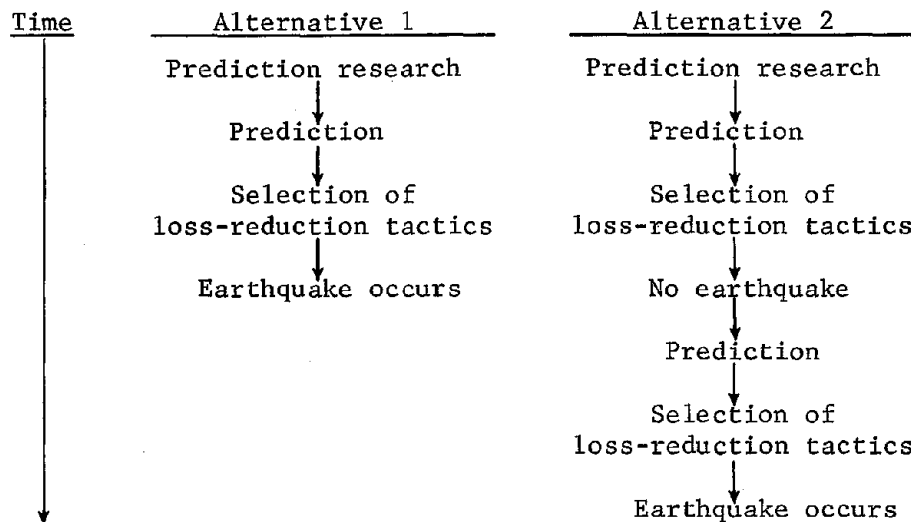 Time
Alternative 1
Prediction research
Prediction
Selection of
loss-reduction tactics
Earthquake occurs
Alternative 2
Prediction research
Prediction
Selection of
loss-reduction tactics
No earthquake
Prediction
Selection of
loss-reduction tactics
Earthquake occurs